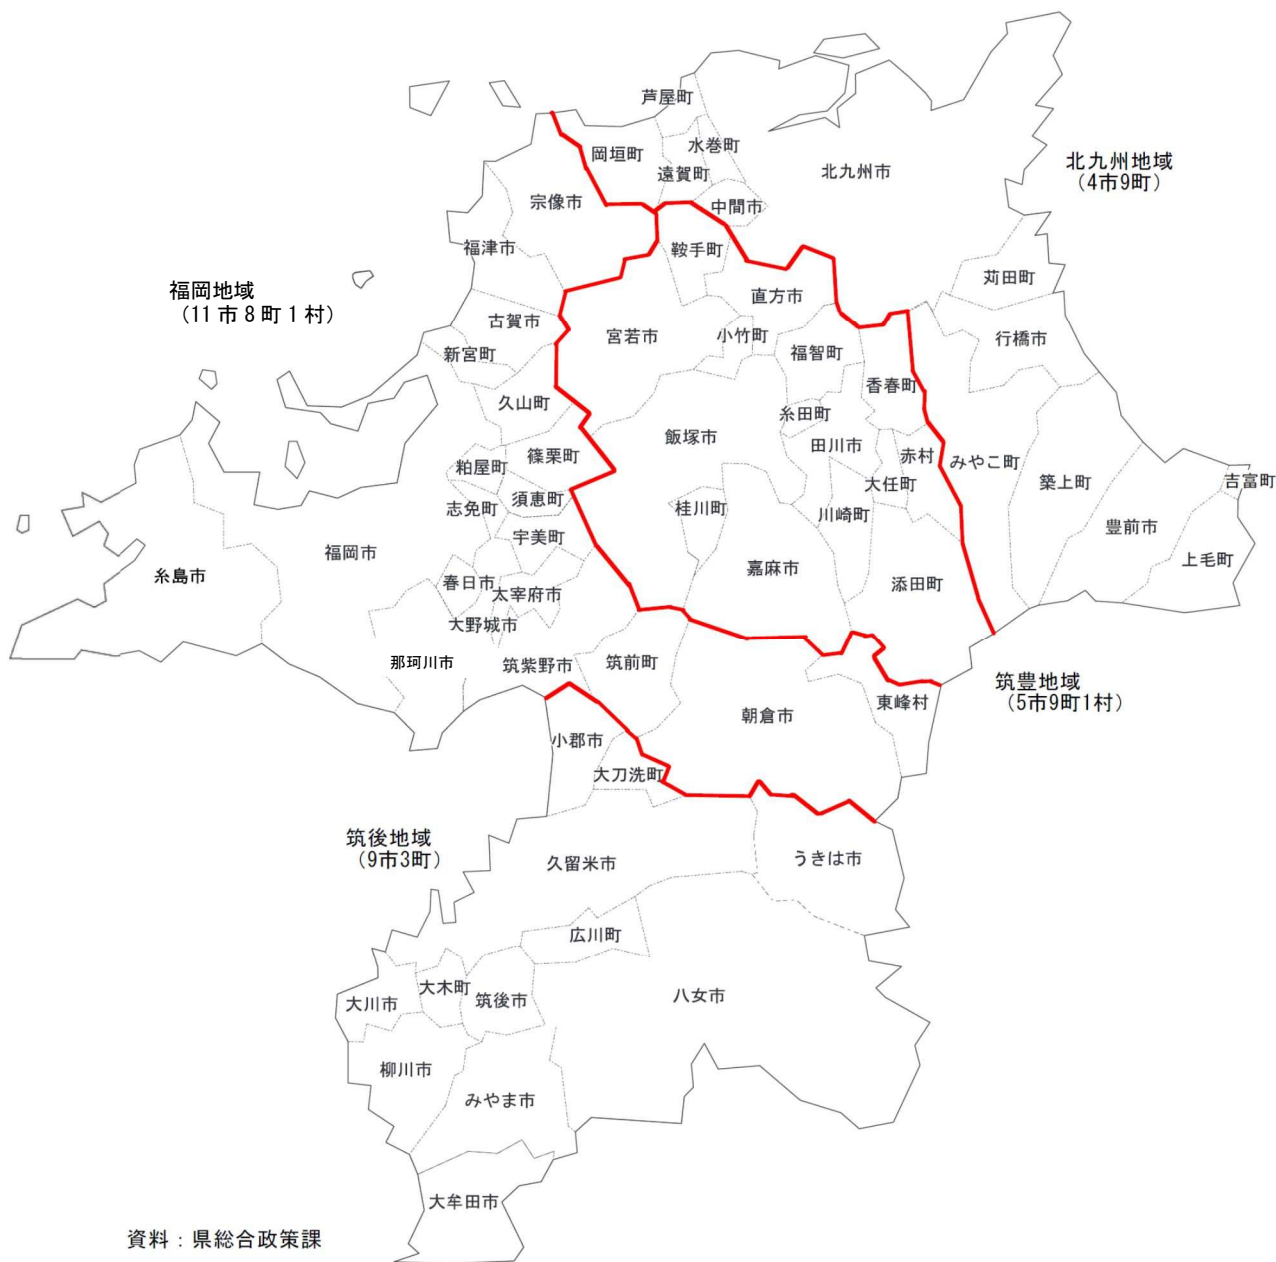 芦屋町
水巻町
岡垣町
遠賀町
北九州市
北九州地域
(4市9町)
宗像市
中間市
福津市
鞍手町
苅田町
福岡地域
(11市8町1村)
直方市
古賀市
宮若市
小竹町
行橋市
新宮町
福智町
香春町
久山町
糸田町
飯塚市
田川市
赤村
みやこ町
篠栗町
粕屋町
大任町
築上町
吉富町
須恵町
志免町
桂川町
川崎町
豊前市
宇美町
福岡市
上毛町
糸島市
春日市
太宰府市
嘉麻市
添田町
大野城市
那珂川市
筑紫野市
筑前町
筑豊地域
(5市9町1村)
東峰村
朝倉市
小郡市
大刀洗町
筑後地域
(9市3町)
久留米市
うきは市
広川町
大木町
大川市
筑後市
八女市
柳川市
みやま市
大牟田市
資料：県総合政策課